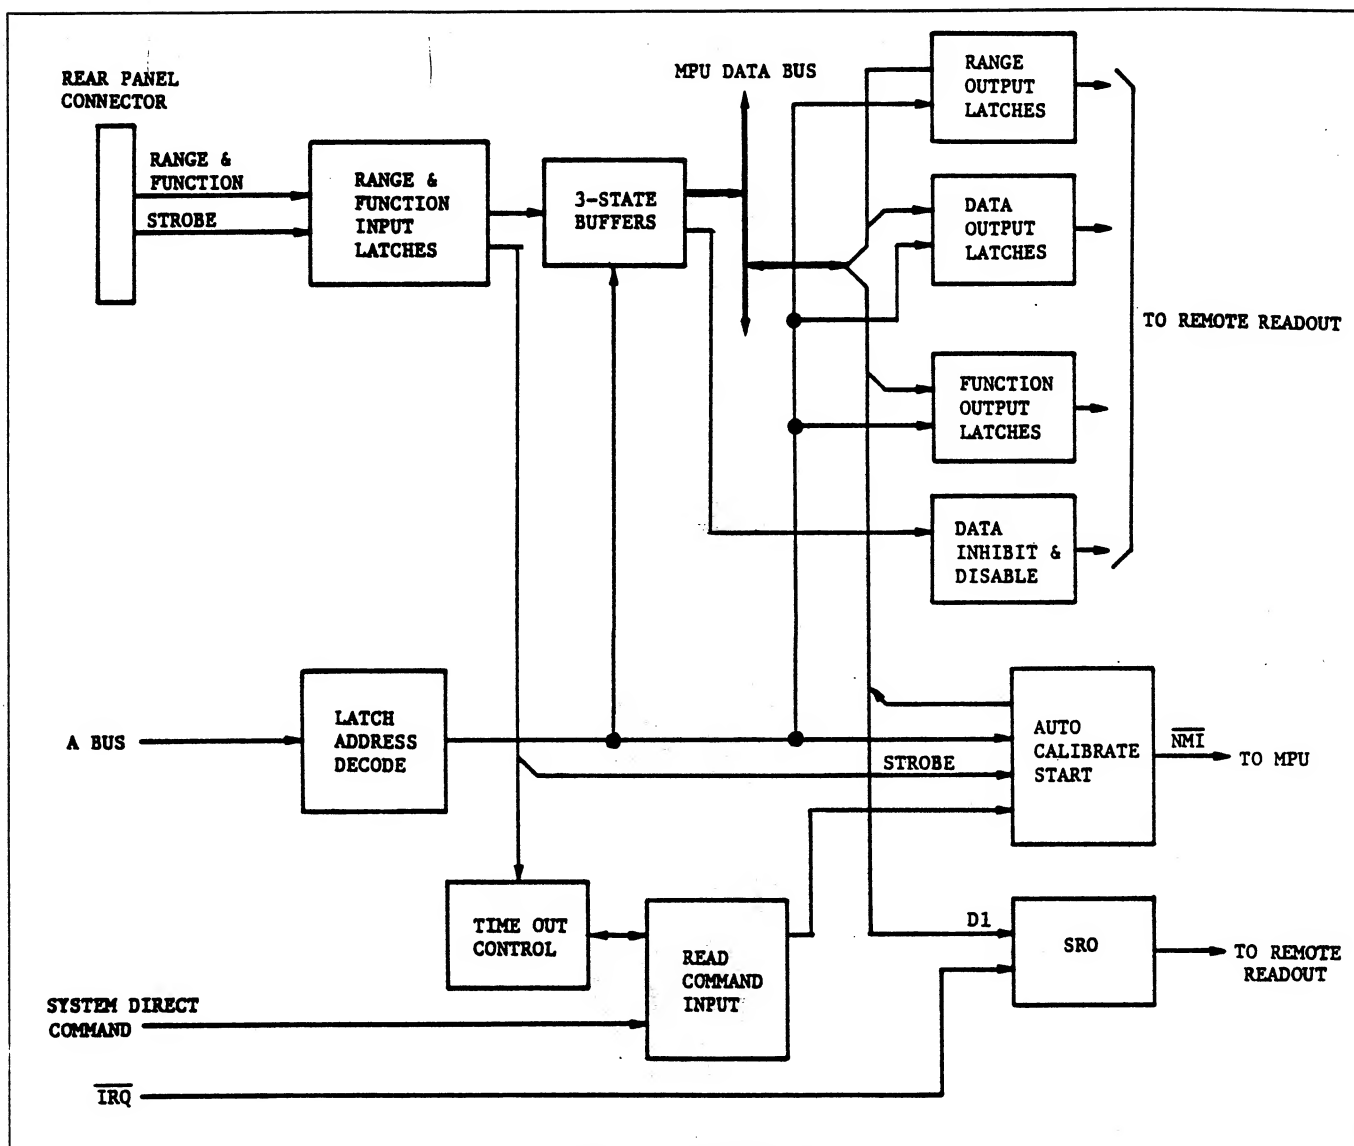 REAR PANEL
CONNECTOR
RANGE &
FUNCTION
STROBE
RANGE &
FUNCTION
INPUT
LATCHES
3-STATE
BUFFERS
MPU DATA BUS
RANGE
OUTPUT
LATCHES
DATA
OUTPUT
LATCHES
FUNCTION
OUTPUT
LATCHES
DATA
INHIBIT &
DISABLE
TO REMOTE READOUT
A BUS
LATCH
ADDRESS
DECODE
STROBE
AUTO
CALIBRATE
START
N̅M̅I̅
TO MPU
TIME OUT
CONTROL
READ
COMMAND
INPUT
D1
SRO
TO REMOTE
READOUT
SYSTEM DIRECT
COMMAND
I̅R̅Q̅